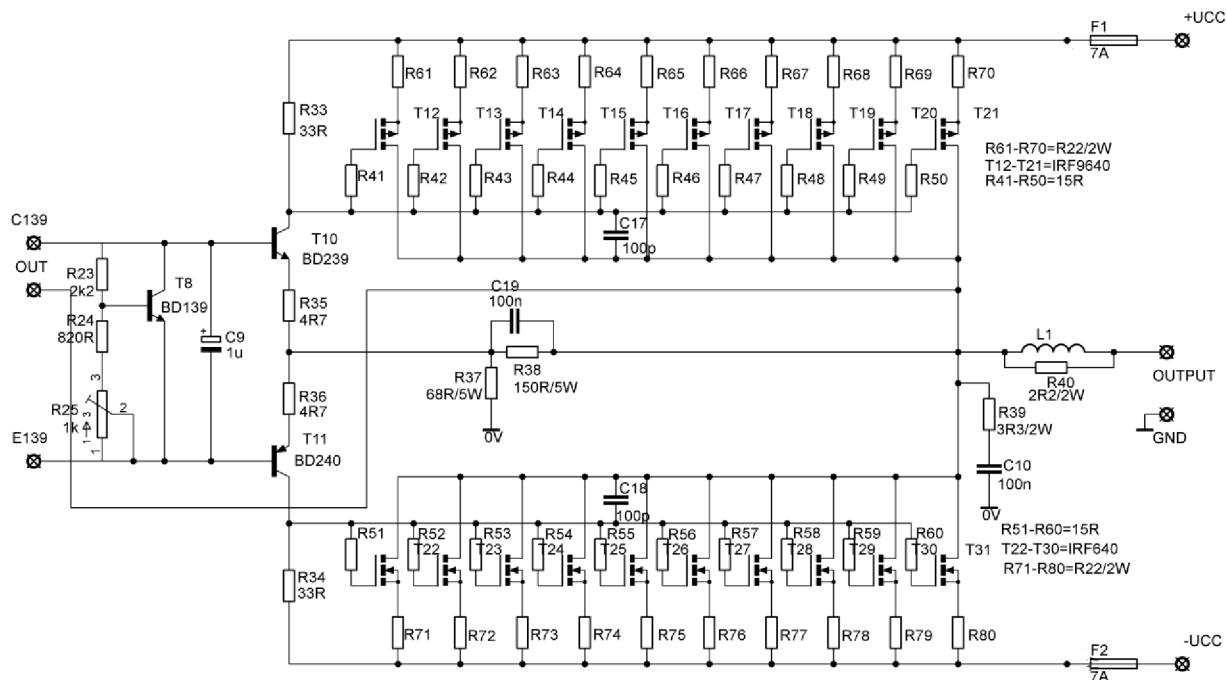 +UCC
F1
7A
R61 R62 R63 R64 R65 R66 R67 R68 R69 R70
R33
33R
T12 T13 T14 T15 T16 T17 T18 T19 T20 T21
R61-R70=R22/2W
T12-T21=IRF9640
R41-R50=15R
R41 R42 R43 R44 R45 R46 R47 R48 R49 R50
C139
C17
100p
T10
BD239
OUT
R23
2k2
T8
BD139
R24
820R
C19
100n
R35
4R7
+
C9
1u
L1
R38
150R/5W
R37
68R/5W
R40
2R2/2W
OUTPUT
3
R25
1k
3
2
1
1
R36
4R7
R39
3R3/2W
0V
GND
E139
T11
BD240
C10
100n
C18
100p
0V
R51 R52 R53 R54 R55 R56 R57 R58 R59 R60
T22 T23 T24 T25 T26 T27 T28 T29 T30 T31
R51-R60=15R
T22-T30=IRF640
R71-R80=R22/2W
R34
33R
R71 R72 R73 R74 R75 R76 R77 R78 R79 R80
-UCC
F2
7A